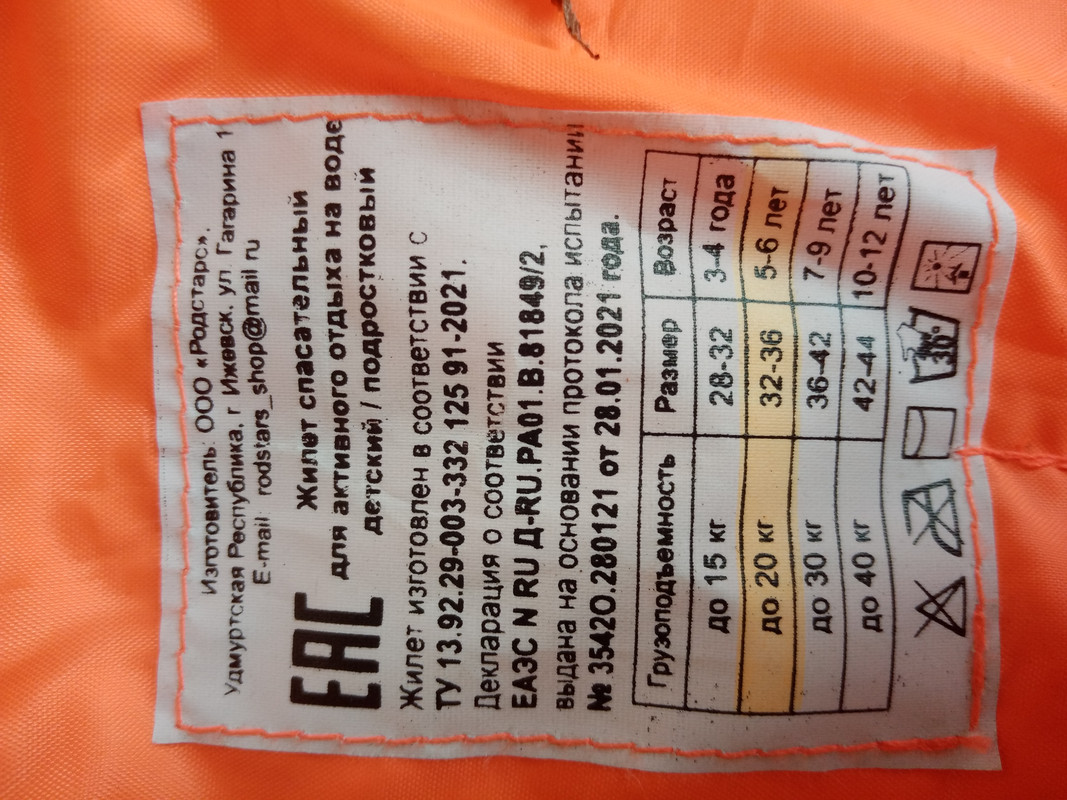 Изготовитель: ООО «Родстарс»,
Удмуртская Республика, г Ижевск, ул Гагарина 1
E-mail rodstars_shop@mail ru
ЕАС
Жилет спасательный
для активного отдыха на воде
детский / подростковый
Жилет изготовлен в соответствии с
ТУ 13.92.29-003-332 125 91-2021.
Декларация о соответствии
ЕАЭС N RU Д-RU.РА01.В.81849/2,
выдана на основании протокола испытании
№ 3542О.280121 от 28.01.2021 года.
Грузоподъемность Размер Возраст
до 15 кг 28-32 3-4 года
до 20 кг 32-36 5-6 лет
до 30 кг 36-42 7-9 лет
до 40 кг 42-44 10-12 лет
30°